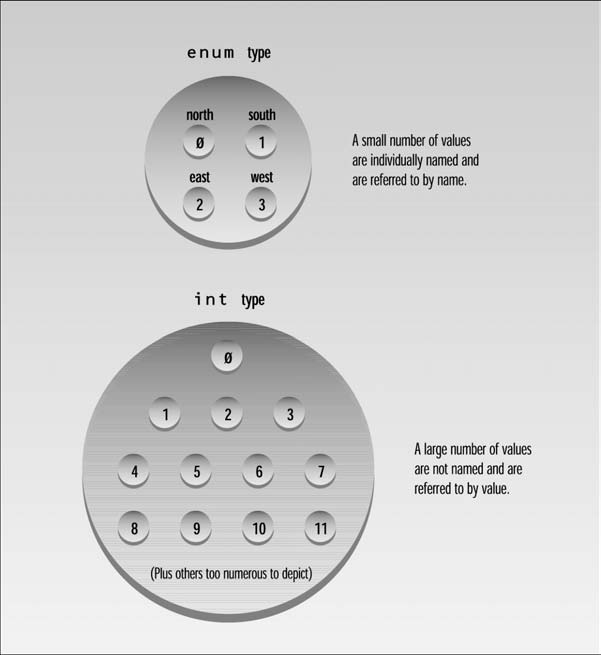 enum type
north south
Ø 1
east west
2 3
A small number of values
are individually named and
are referred to by name.
int type
Ø
1 2 3
4 5 6 7
8 9 10 11
(Plus others too numerous to depict)
A large number of values
are not named and are
referred to by value.